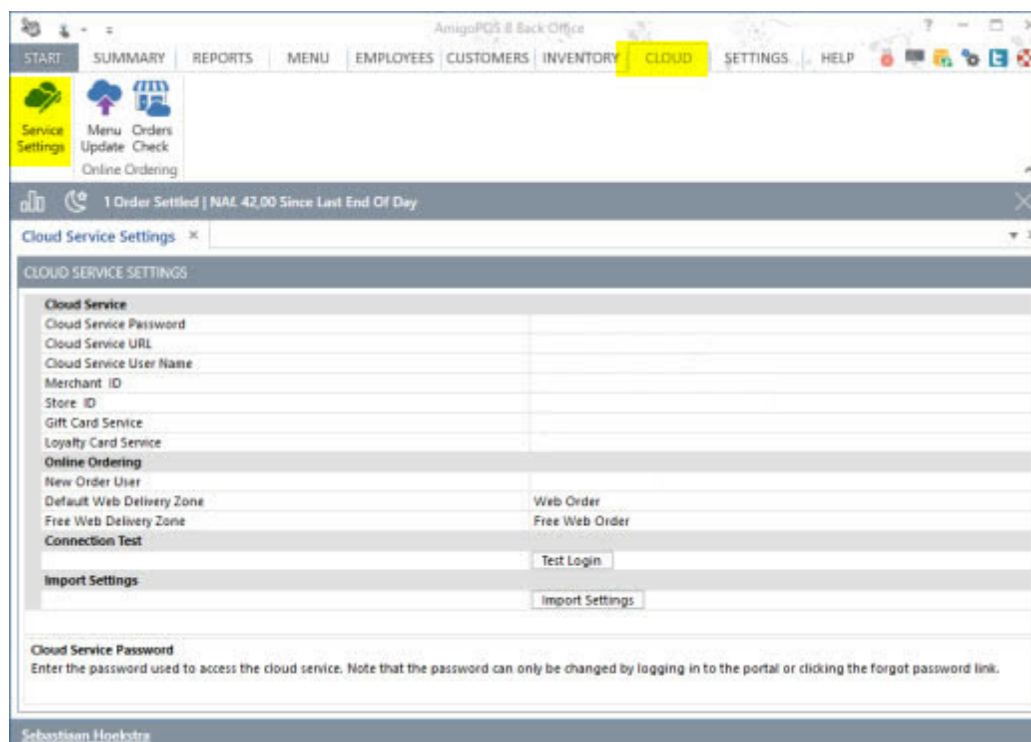 AmigoPOS 8 Back Office
START SUMMARY REPORTS MENU EMPLOYEES CUSTOMERS INVENTORY CLOUD SETTINGS HELP
Service Menu Orders
Settings Update Check
Online Ordering
1 Order Settled | NAf. 42,00 Since Last End Of Day
Cloud Service Settings
CLOUD SERVICE SETTINGS
Cloud Service
Cloud Service Password
Cloud Service URL
Cloud Service User Name
Merchant ID
Store ID
Gift Card Service
Loyalty Card Service
Online Ordering
New Order User
Default Web Delivery Zone Web Order
Free Web Delivery Zone Free Web Order
Connection Test
Test Login
Import Settings
Import Settings
Cloud Service Password
Enter the password used to access the cloud service. Note that the password can only be changed by logging in to the portal or clicking the forgot password link.
Sebastiaan Hoekstra